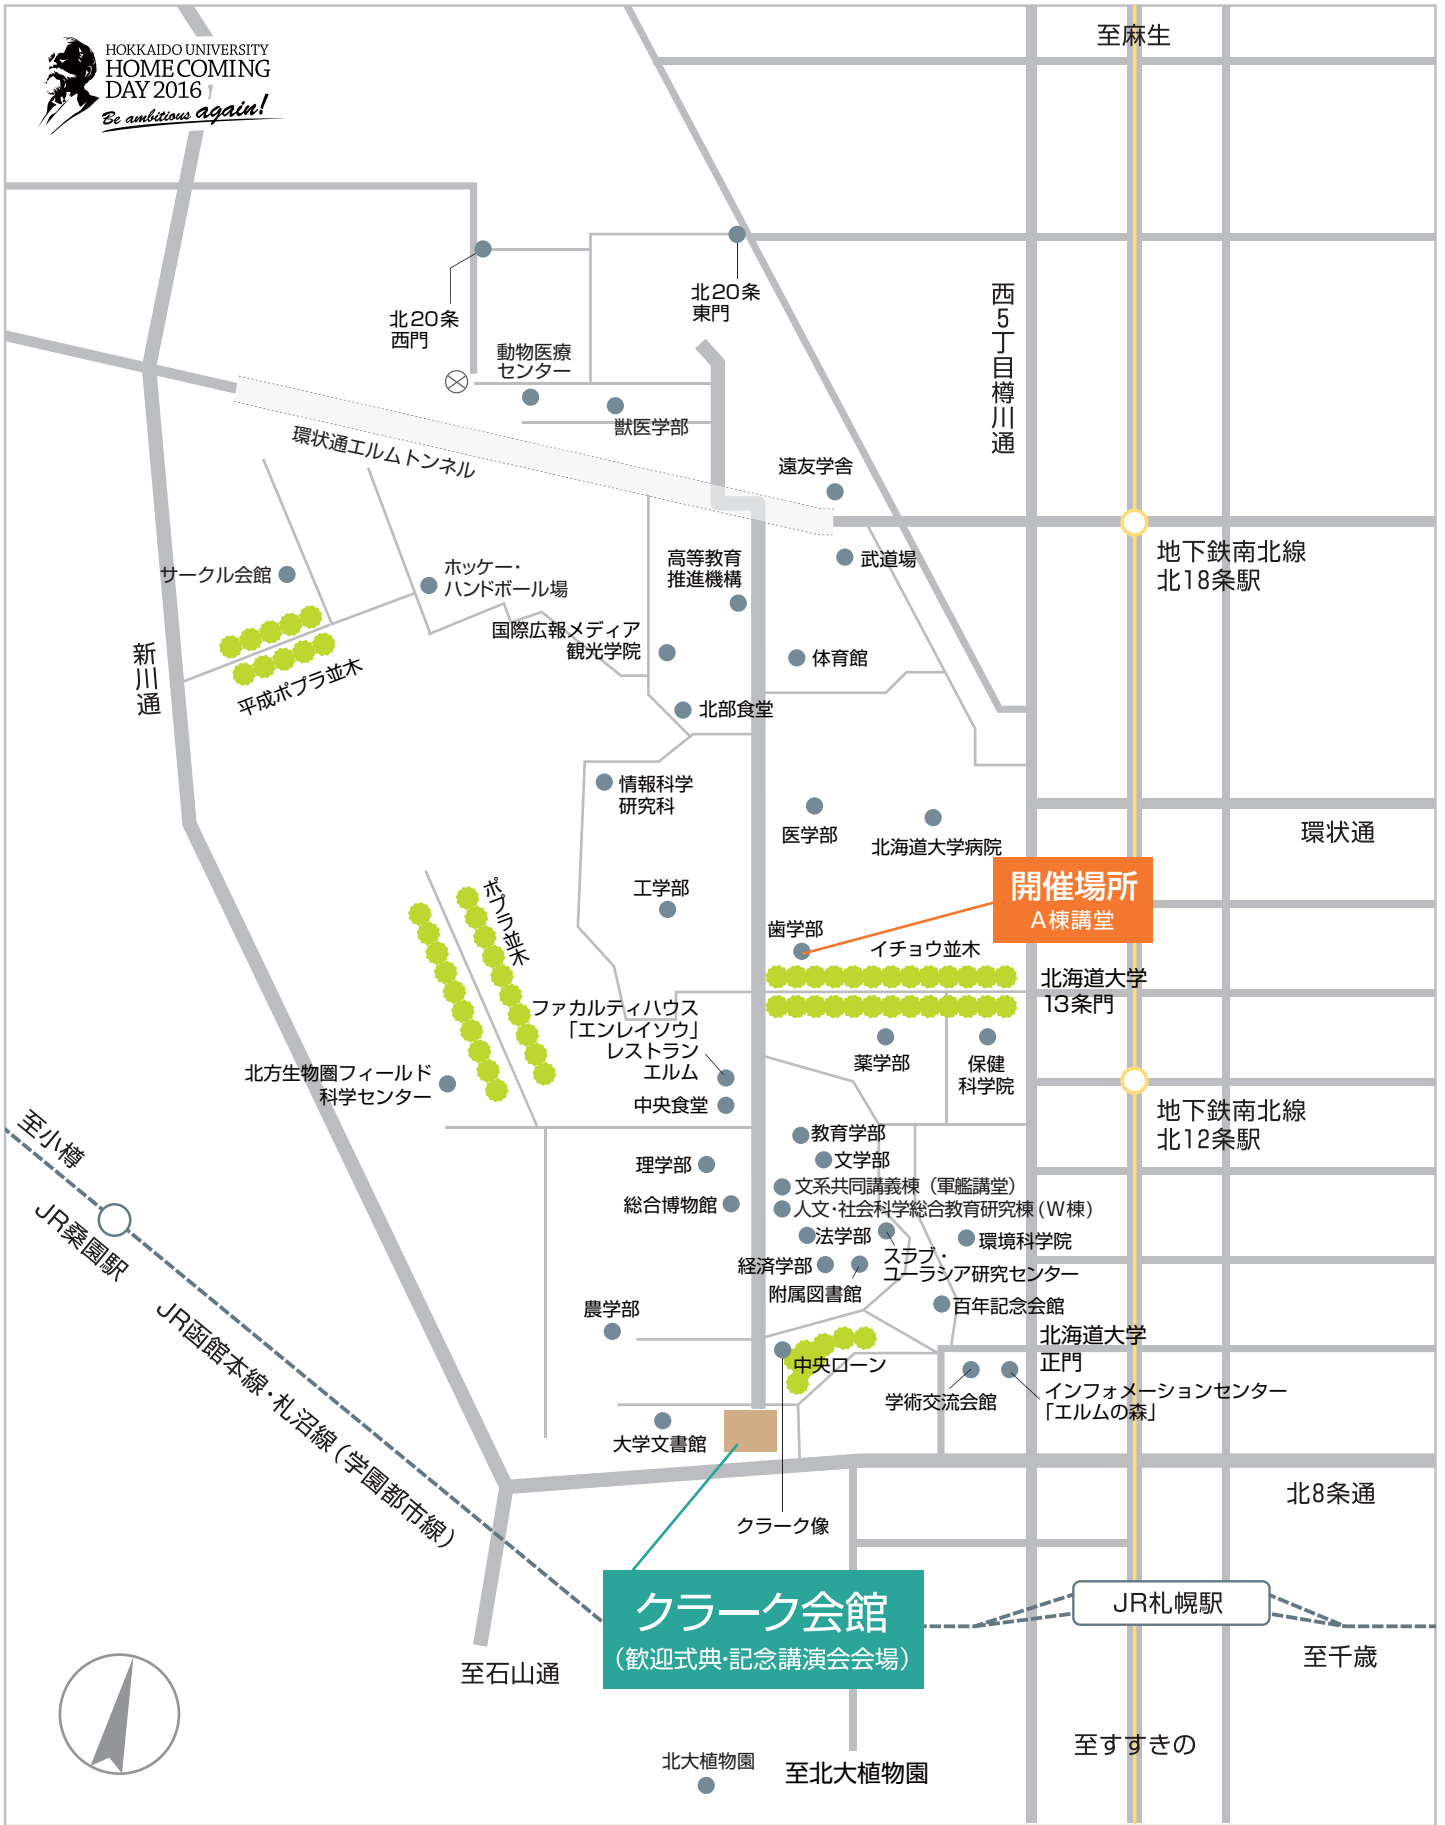 HOKKAIDO UNIVERSITY
HOMECOMING
DAY 2016
Be ambitious again!
至麻生
北20条
西門
北20条
東門
西5丁目樽川通
動物医療
センター
獣医学部
環状通エルムトンネル
遠友学舎
地下鉄南北線
北18条駅
高等教育
推進機構
武道場
サークル会館
ホッケー・
ハンドボール場
国際広報メディア
観光学院
体育館
新川通
平成ポプラ並木
北部食堂
情報科学
研究科
医学部
北海道大学病院
環状通
開催場所
A棟講堂
工学部
ポプラ並木
歯学部
イチョウ並木
北海道大学
13条門
ファカルティハウス
「エンレイソウ」
レストラン
エルム
薬学部
保健
科学院
北方生物圏フィールド
科学センター
中央食堂
地下鉄南北線
北12条駅
至小樽
教育学部
文学部
理学部
文系共同講義棟(軍艦講堂)
総合博物館
人文・社会科学総合教育研究棟(W棟)
JR桑園駅
法学部
スラブ・
ユーラシア研究センター
環境科学院
経済学部
附属図書館
百年記念会館
農学部
JR函館本線・札沼線(学園都市線)
北海道大学
正門
中央ローン
学術交流会館
インフォメーションセンター
「エルムの森」
大学文書館
北8条通
クラーク像
クラーク会館
(歓迎式典・記念講演会会場)
JR札幌駅
至千歳
至石山通
至すすきの
北大植物園
至北大植物園